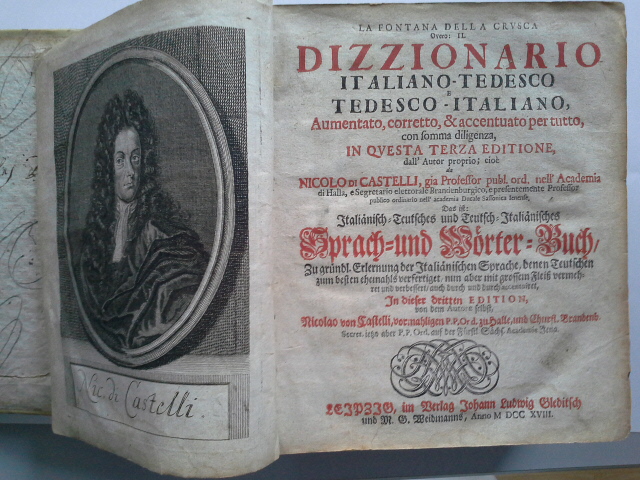 Nic. di Castelli
LA FONTANA DELLA CRVSCA
Overo: IL
DIZZIONARIO
ITALIANO-TEDESCO
E
TEDESCO-ITALIANO,
Aumentato, corretto, & accentuato per tutto,
con somma diligenza,
IN QVESTA TERZA EDITIONE,
dall' Autor proprio; cioè
da
NICOLO DI CASTELLI, gia Professor publ. ord. nell' Academia
di Halla, e Segretario elettorale Brandenburgico, e presentemente Professor
publico ordinario nell' academia Ducale Sassonica Ienense,
Das ist:
Italiänisch-Teutsches und Teutsch-Italiänisches
Sprach-und Wörter-Buch/
Zu gründl. Erlernung der Italiänischen Sprache, denen Teutschen
zum besten ehemahls verfertiget, nun aber mit grossem Fleiß vermeh-
ret und verbessert, auch durch und durch accentuiret,
In dieser dritten EDITION,
von dem Autore selbst,
Nicolao von Castelli, vormahligen P.P. Ord. zu Halle, und Churfl. Brandenb.
Secret. jetzo aber P.P. Ord. auf der Fürstl. Sächs. Academie Jena.
LEIPZIG, im Verlag Johann Ludwig Gleditsch
und M. G. Weidmanns, Anno M DCC XVIII.